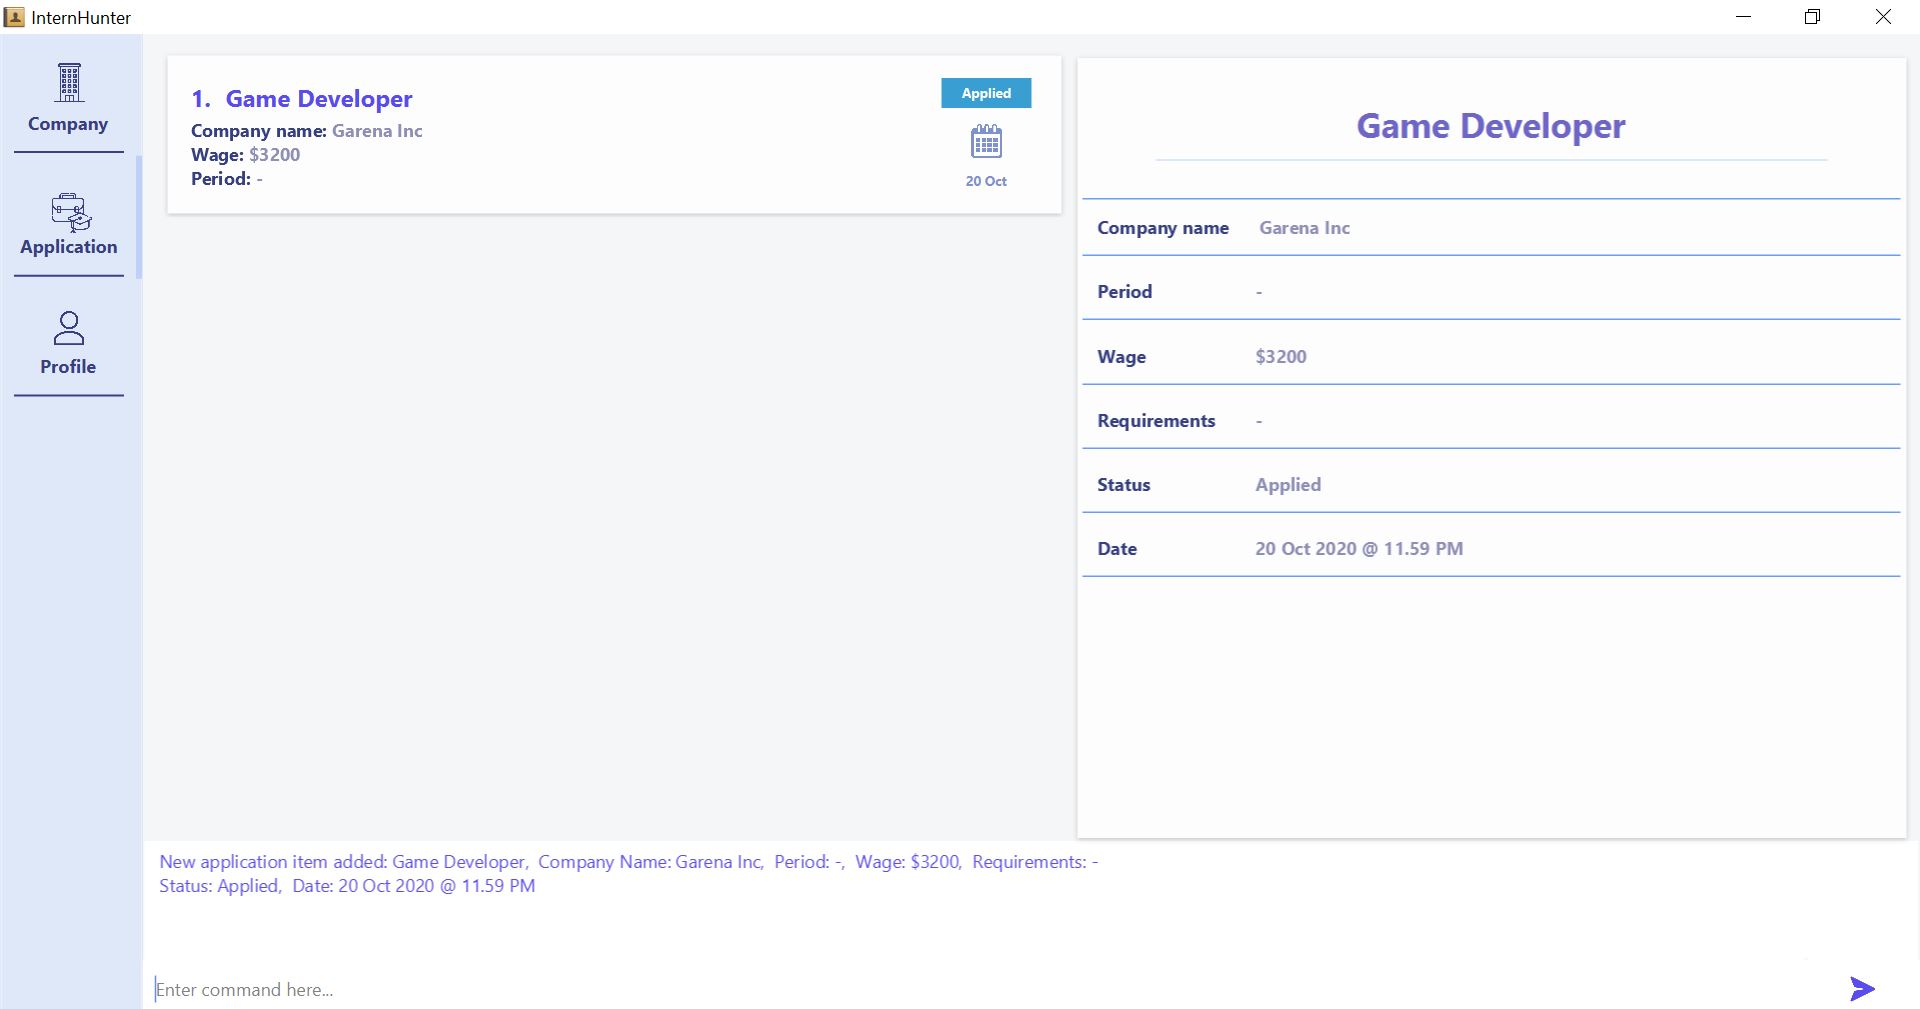 InternHunter
Company
Application
Profile
1. Game Developer
Company name: Garena Inc
Wage: $3200
Period: -
Applied
20 Oct
Game Developer
Company name Garena Inc
Period -
Wage $3200
Requirements -
Status Applied
Date 20 Oct 2020 @ 11.59 PM
New application item added: Game Developer, Company Name: Garena Inc, Period: -, Wage: $3200, Requirements: -
Status: Applied, Date: 20 Oct 2020 @ 11.59 PM
Enter command here...